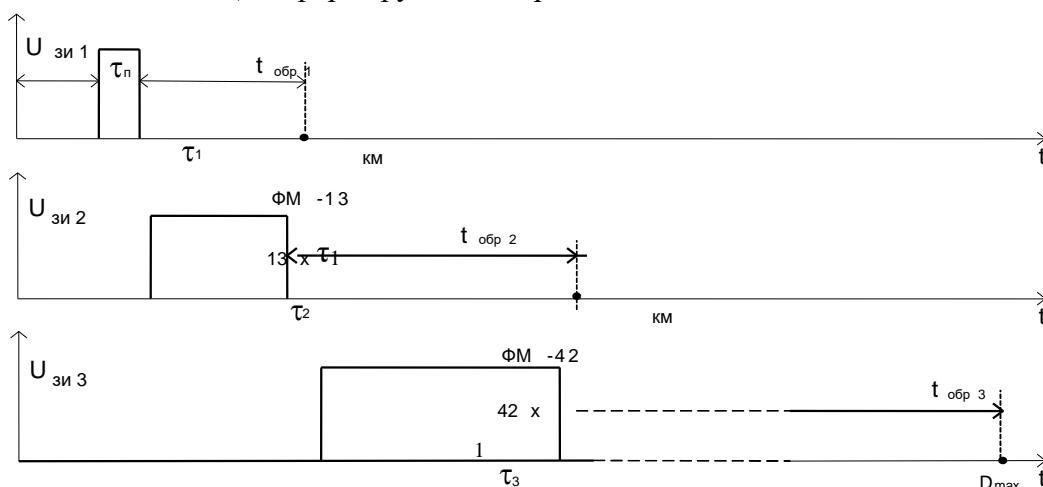 U зи 1
τп
t обр 1
τ1
км
t
ФМ -13
U зи 2
13 x τ1
t обр 2
τ2
км
t
ФМ -42
U зи 3
42 x
t обр 3
1
τ3
Dmax
t